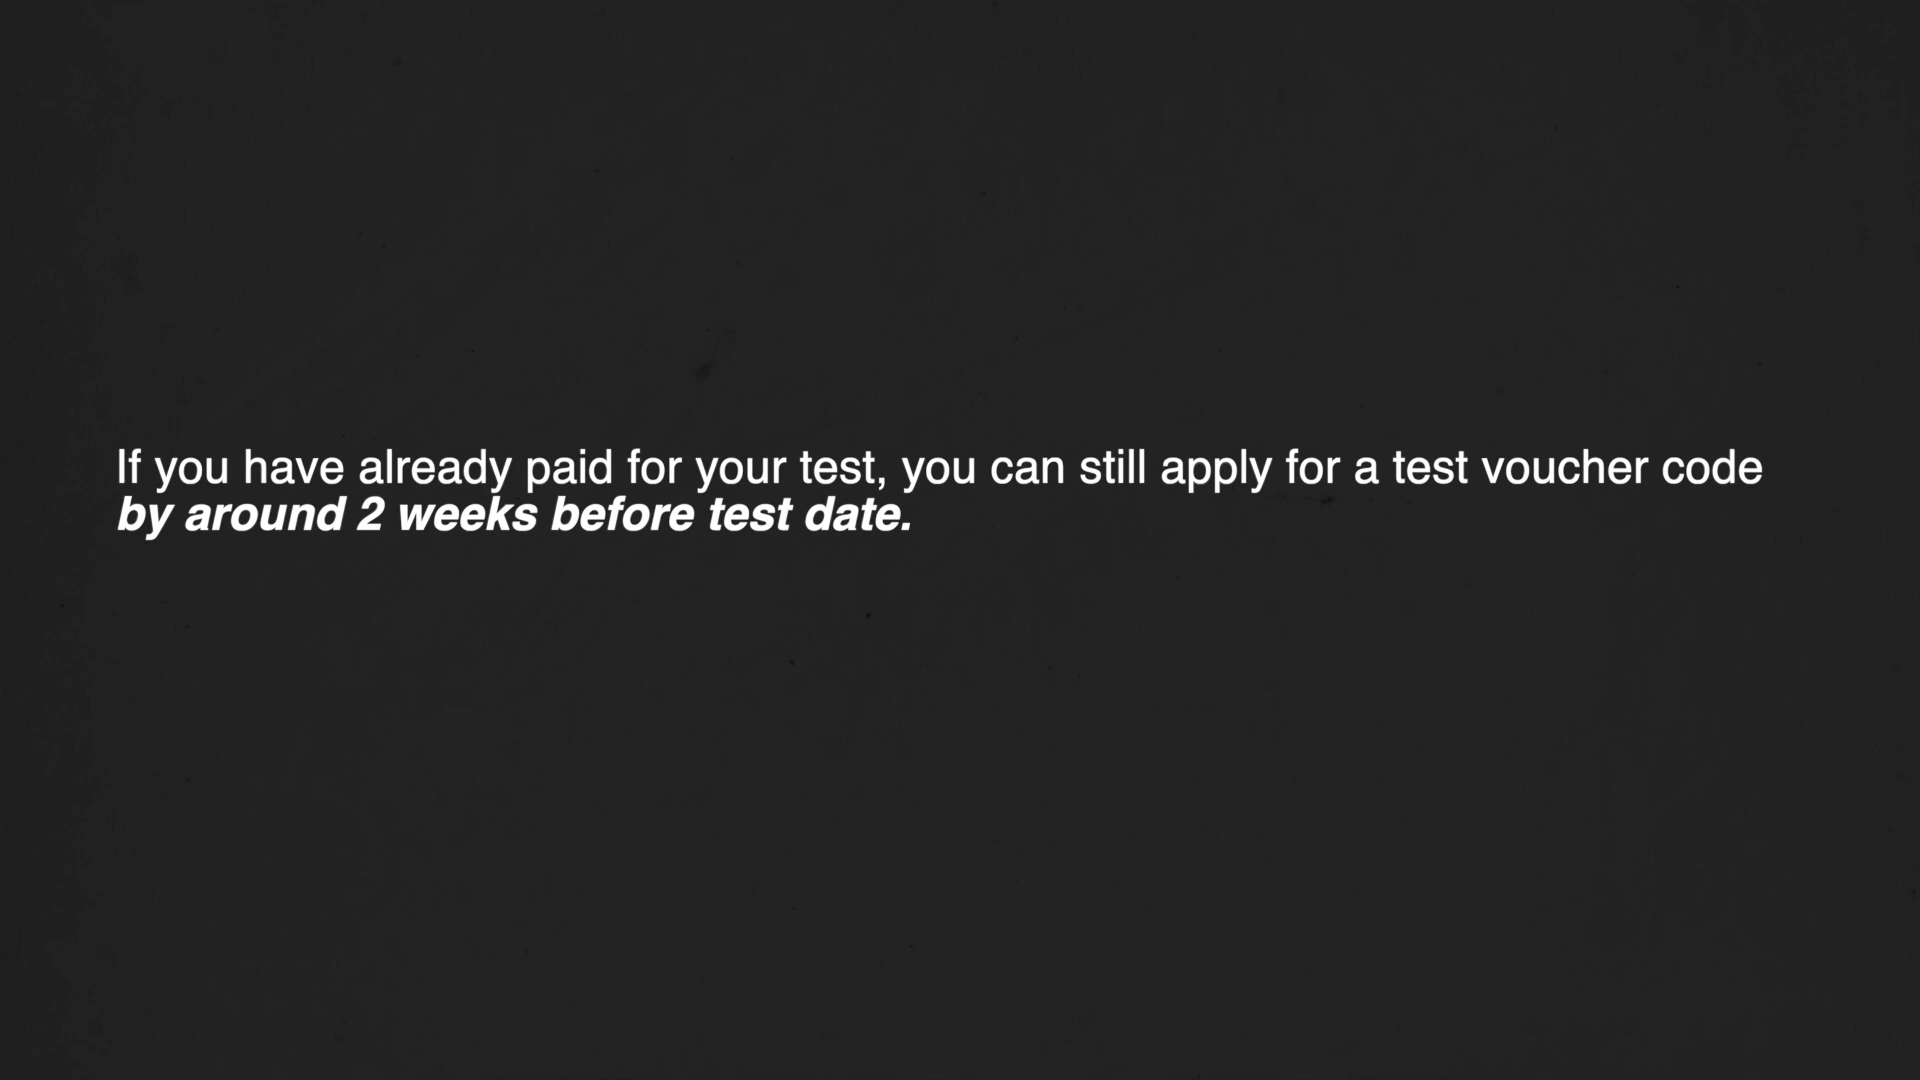 If you have already paid for your test, you can still apply for a test voucher code
by around 2 weeks before test date.